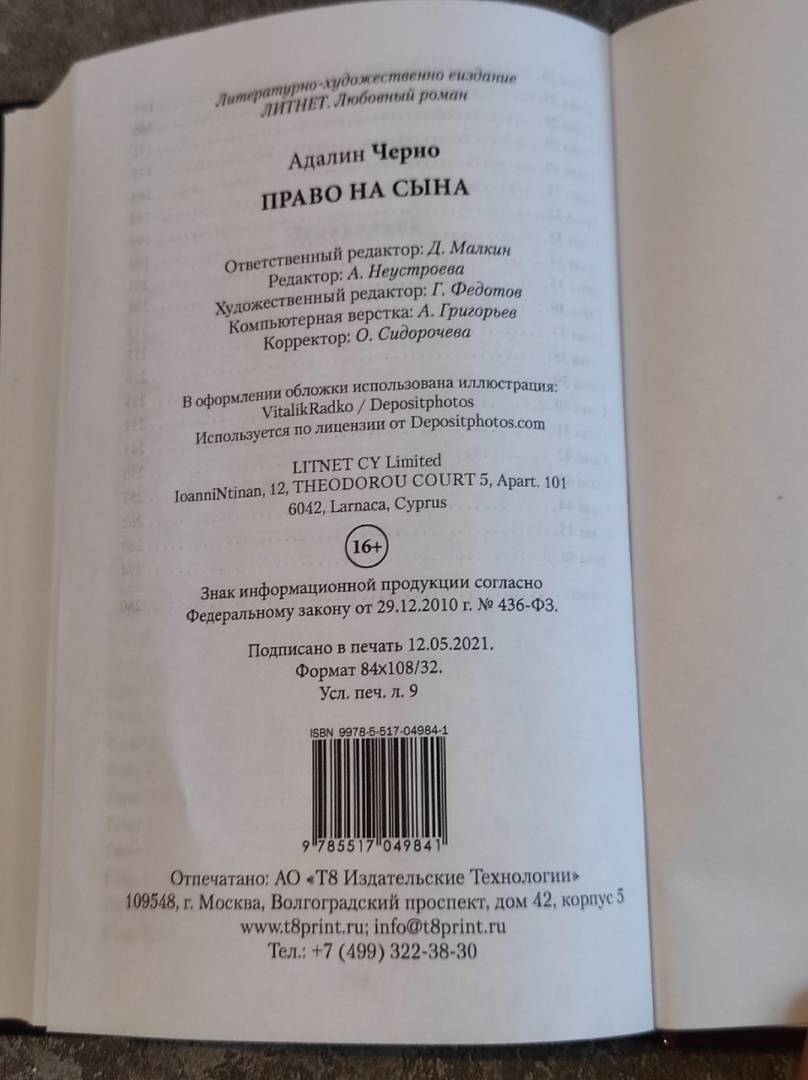 Литературно-художественно еиздание
ЛИТНЕТ. Любовный роман
Адалин Черно
ПРАВО НА СЫНА
Ответственный редактор: Д. Малкин
Редактор: А. Неустроева
Художественный редактор: Г. Федотов
Компьютерная верстка: А. Григорьев
Корректор: О. Сидорочева
В оформлении обложки использована иллюстрация:
VitalikRadko / Depositphotos
Используется по лицензии от Depositphotos.com
LITNET CY Limited
IoanniNtinan, 12, THEODOROU COURT 5, Apart. 101
6042, Larnaca, Cyprus
16+
Знак информационной продукции согласно
Федеральному закону от 29.12.2010 г. № 436-ФЗ.
Подписано в печать 12.05.2021.
Формат 84x108/32.
Усл. печ. л. 9
ISBN 9978-5-517-04984-1
9 785517 049841
Отпечатано: АО «Т8 Издательские Технологии»
109548, г. Москва, Волгоградский проспект, дом 42, корпус 5
www.t8print.ru; info@t8print.ru
Тел.: +7 (499) 322-38-30